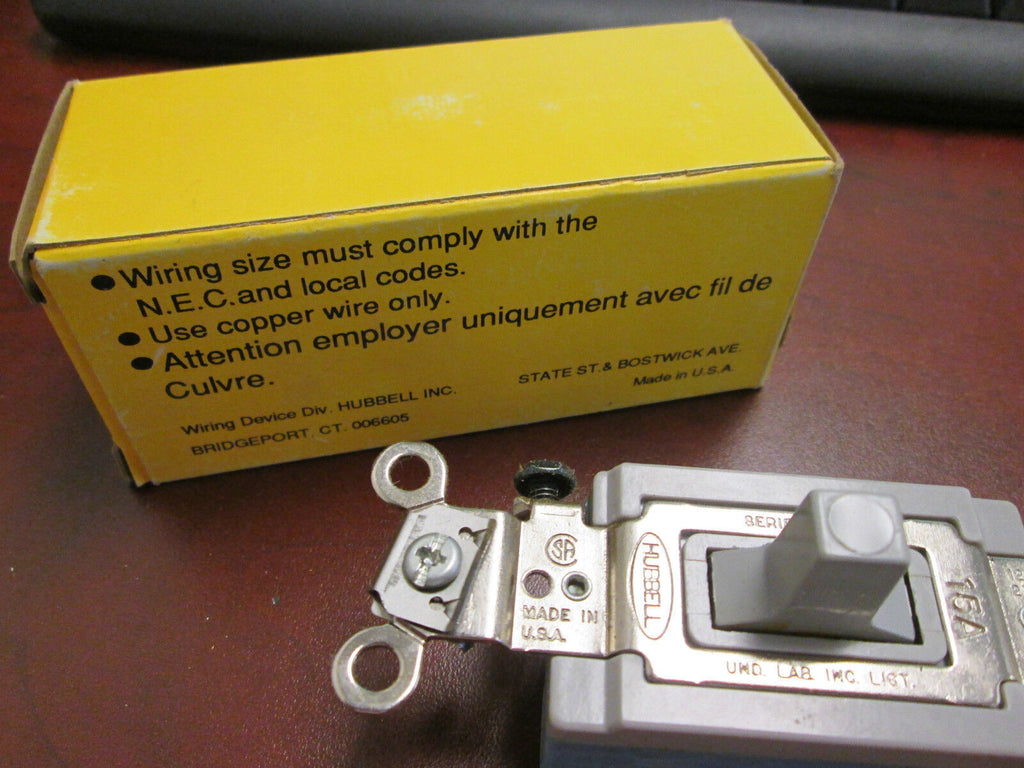 ● Wiring size must comply with the
N.E.C. and local codes.
● Use copper wire only.
● Attention employer uniquement avec fil de
Culvre.
Wiring Device Div. HUBBELL INC.
BRIDGEPORT, CT. 006605
STATE ST. & BOSTWICK AVE.
Made in U.S.A.
SA
MADE IN
U.S.A.
HUBBELL
SERI
15A
UND. LAB. INC. LIST.